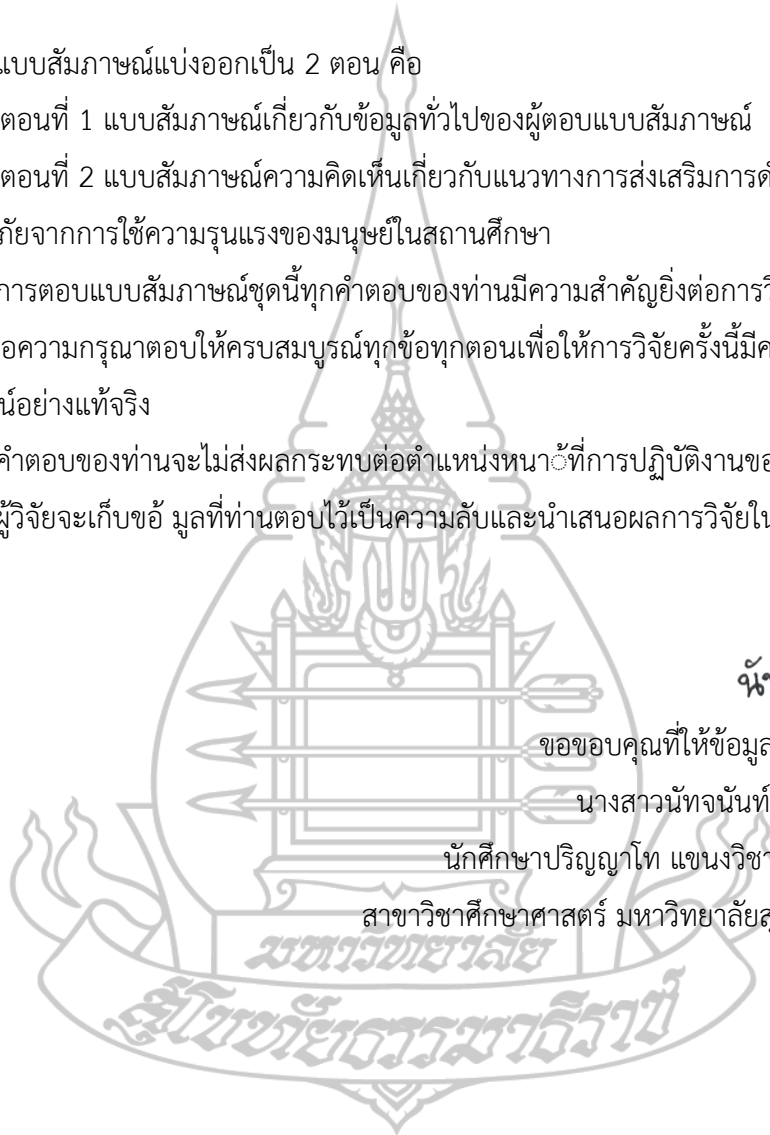 แบบสัมภาษณ์แบ่งออกเป็น 2 ตอน คือ
ตอนที่ 1 แบบสัมภาษณ์เกี่ยวกับข้อมูลทั่วไปของผู้ตอบแบบสัมภาษณ์
ตอนที่ 2 แบบสัมภาษณ์ความคิดเห็นเกี่ยวกับแนวทางการส่งเสริมการดำ
ภัยจากการใช้ความรุนแรงของมนุษย์ในสถานศึกษา
การตอบแบบสัมภาษณ์ชุดนี้ทุกคำตอบของท่านมีความสำคัญยิ่งต่อการวิ
อความกรุณาตอบให้ครบสมบูรณ์ทุกข้อทุกตอนเพื่อให้การวิจัยครั้งนี้มีค
น์อย่างแท้จริง
คำตอบของท่านจะไม่ส่งผลกระทบต่อตำแหน่งหนา้ที่การปฏิบัติงานขอ
ผู้วิจัยจะเก็บขอ้ มูลที่ท่านตอบไว้เป็นความลับและนำเสนอผลการวิจัยใน
ขอขอบคุณที่ให้ข้อมูล
นางสาวนัทจนันท์
นักศึกษาปริญญาโท แขนงวิชา
สาขาวิชาศึกษาศาสตร์ มหาวิทยาลัยสุ
มหาวิทยาลัย
สุโขทัยธรรมาธิราช